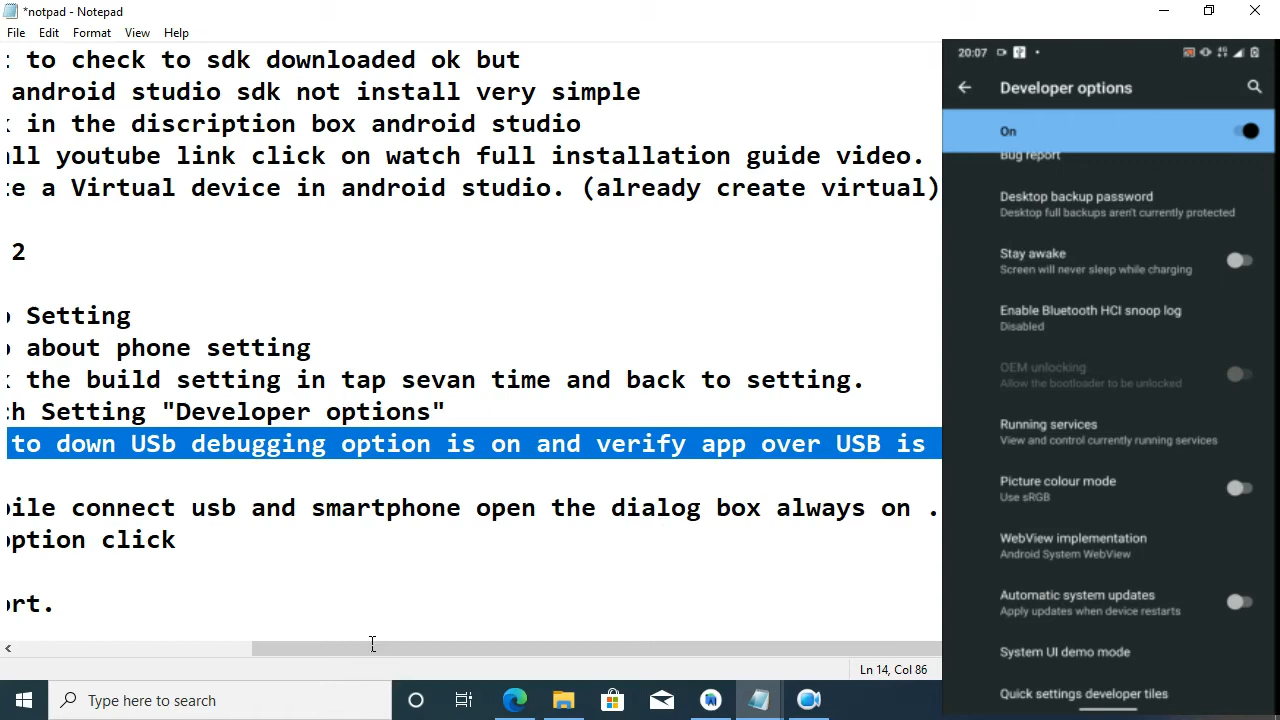 *notpad - Notepad
File Edit Format View Help
to check to sdk downloaded ok but
android studio sdk not install very simple
in the discription box android studio
all youtube link click on watch full installation guide video.
te a Virtual device in android studio. (already create virtual)
2
Setting
about phone setting
the build setting in tap sevan time and back to setting.
ch Setting "Developer options"
to down USb debugging option is on and verify app over USB is
bile connect usb and smartphone open the dialog box always on .
option click
ort.
Ln 14, Col 86
Type here to search
20:07
4G
Developer options
On
Bug report
Desktop backup password
Desktop full backups aren't currently protected
Stay awake
Screen will never sleep while charging
Enable Bluetooth HCI snoop log
Disabled
OEM unlocking
Allow the bootloader to be unlocked
Running services
View and control currently running services
Picture colour mode
Use sRGB
WebView implementation
Android System WebView
Automatic system updates
Apply updates when device restarts
System UI demo mode
Quick settings developer tiles